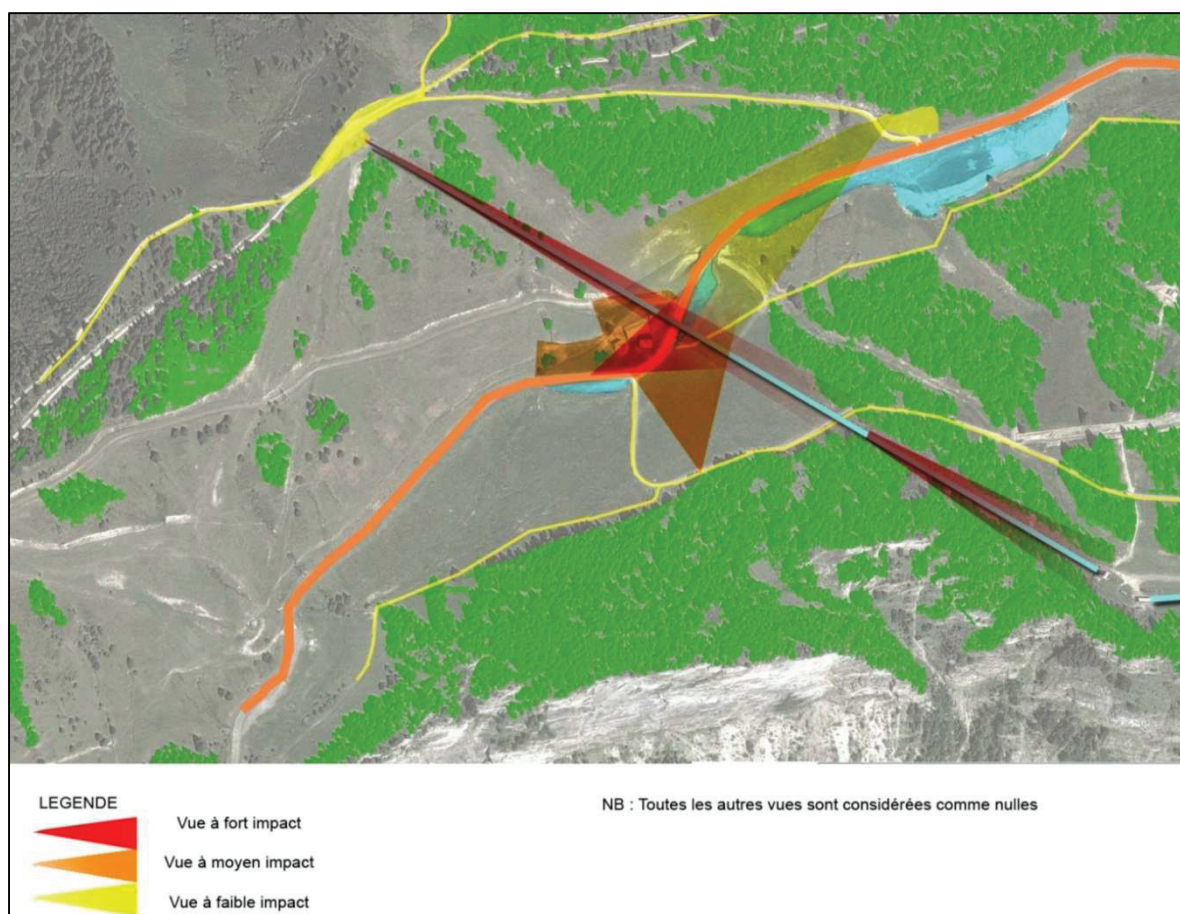 LEGENDE
NB : Toutes les autres vues sont considérées comme nulles
Vue à fort impact
Vue à moyen impact
Vue à faible impact